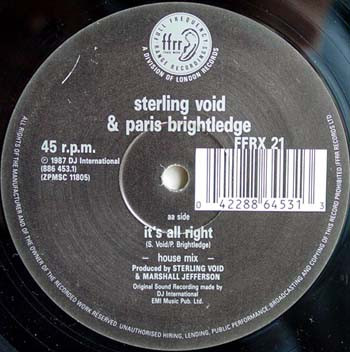 FULL FREQUENCY
RANGE RECORDINGS
ffrr
A DIVISION OF LONDON RECORDS
sterling void
& paris brightledge
45 r.p.m.
FFRX 21
℗ 1987 DJ International
(886 453.1)
(ZPMSC 11805)
0 42288 64531 3
aa side
it's all right
(S. Void/P. Brightledge)
- house mix -
Produced by STERLING VOID
& MARSHALL JEFFERSON
Original Sound Recording made by
DJ International
EMI Music Pub. Ltd.
ALL RIGHTS OF THE MANUFACTURER AND OF THE OWNER OF THE RECORDED WORK RESERVED. UNAUTHORISED HIRING, LENDING, PUBLIC PERFORMANCE, BROADCASTING AND COPYING OF THIS RECORD PROHIBITED. FFRR RECORDS LTD